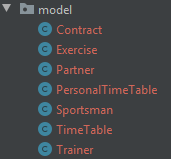 model
Contract
Exercise
Partner
PersonalTimeTable
Sportsman
TimeTable
Trainer